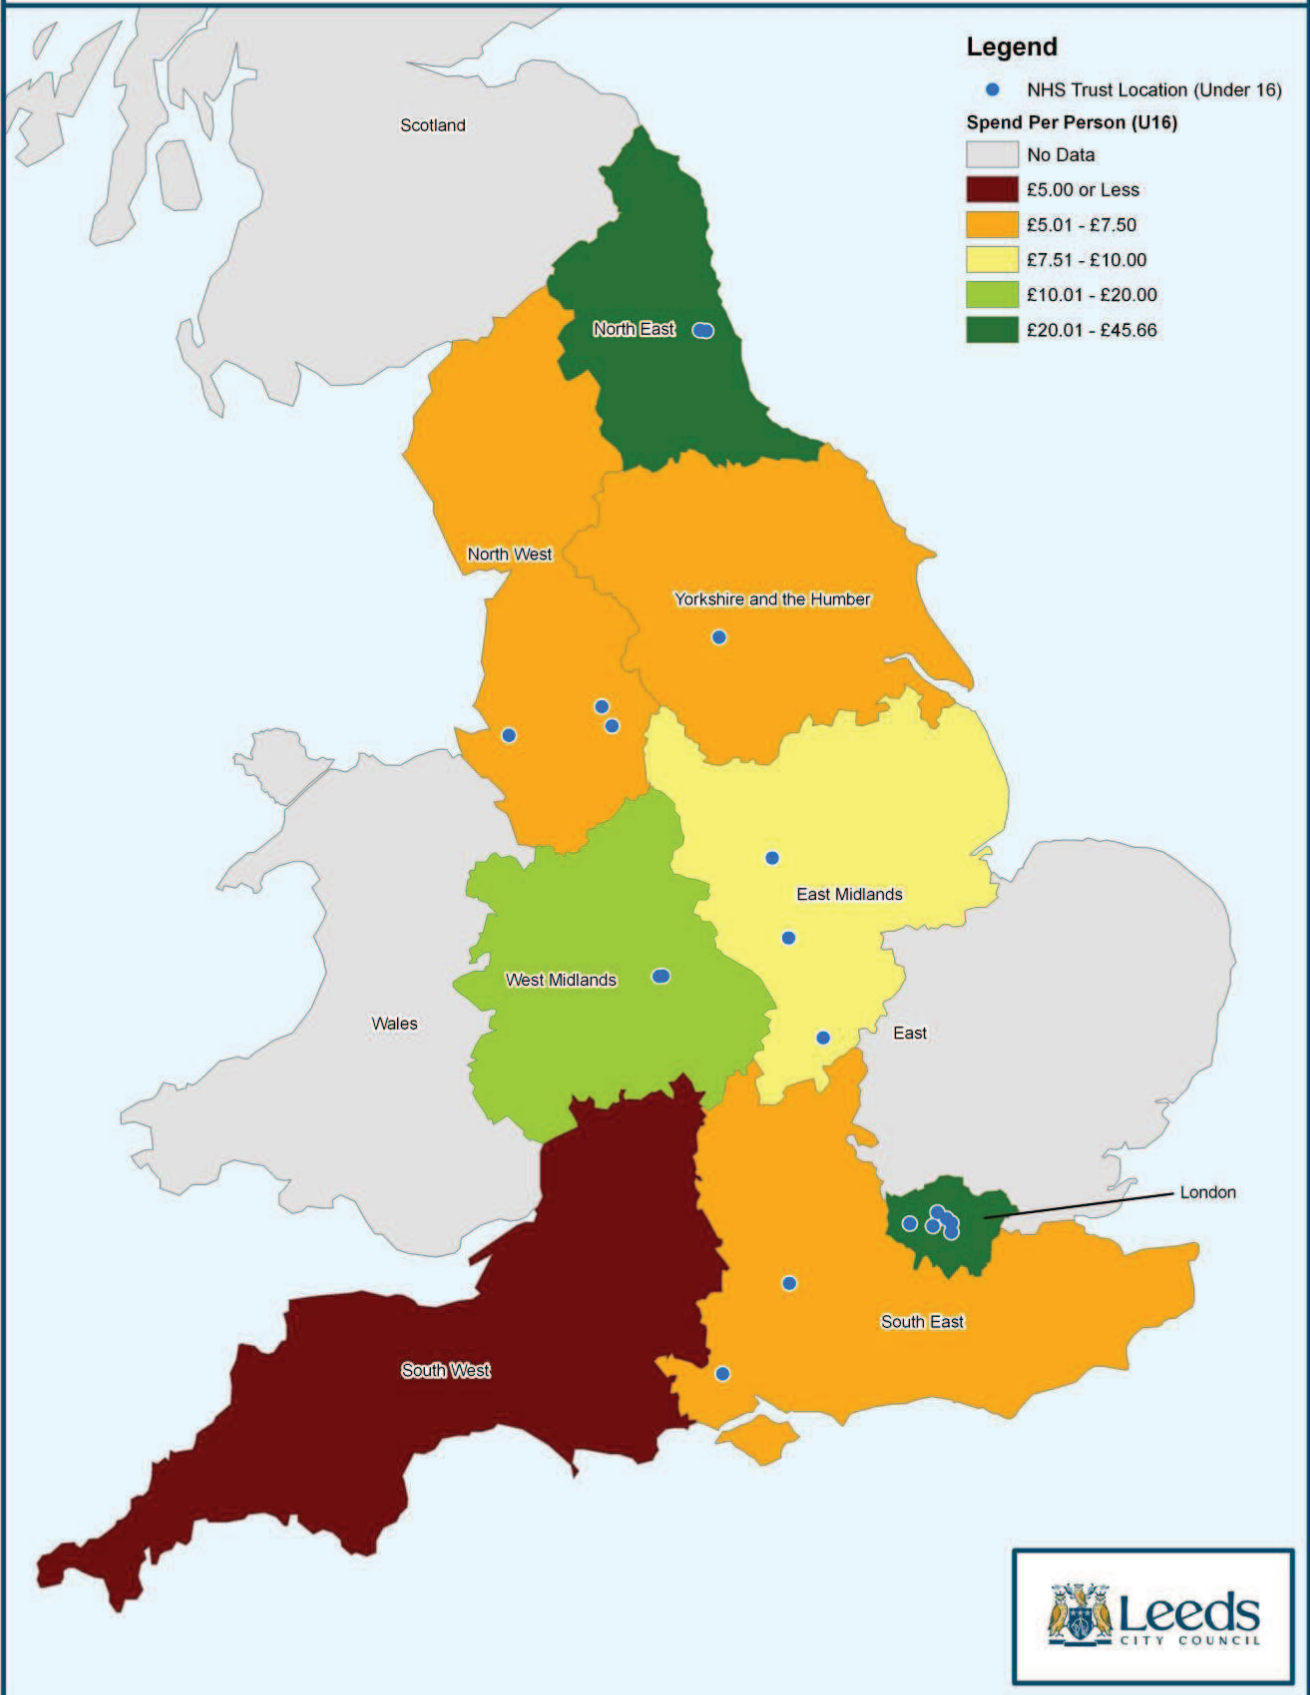 Legend
NHS Trust Location (Under 16)
Spend Per Person (U16)
No Data
£5.00 or Less
£5.01 - £7.50
£7.51 - £10.00
£10.01 - £20.00
£20.01 - £45.66
Scotland
North East
North West
Yorkshire and the Humber
East Midlands
West Midlands
Wales
East
London
South East
South West
Leeds
CITY COUNCIL